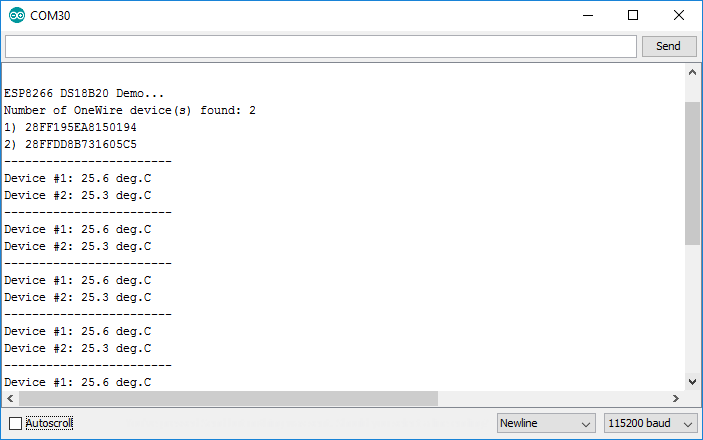 COM30
Send
ESP8266 DS18B20 Demo...
Number of OneWire device(s) found: 2
1) 28FF195EA8150194
2) 28FFDD8B731605C5
------------------------
Device #1: 25.6 deg.C
Device #2: 25.3 deg.C
------------------------
Device #1: 25.6 deg.C
Device #2: 25.3 deg.C
------------------------
Device #1: 25.6 deg.C
Device #2: 25.3 deg.C
------------------------
Device #1: 25.6 deg.C
Device #2: 25.3 deg.C
------------------------
Device #1: 25.6 deg.C
Autoscroll Newline 115200 baud